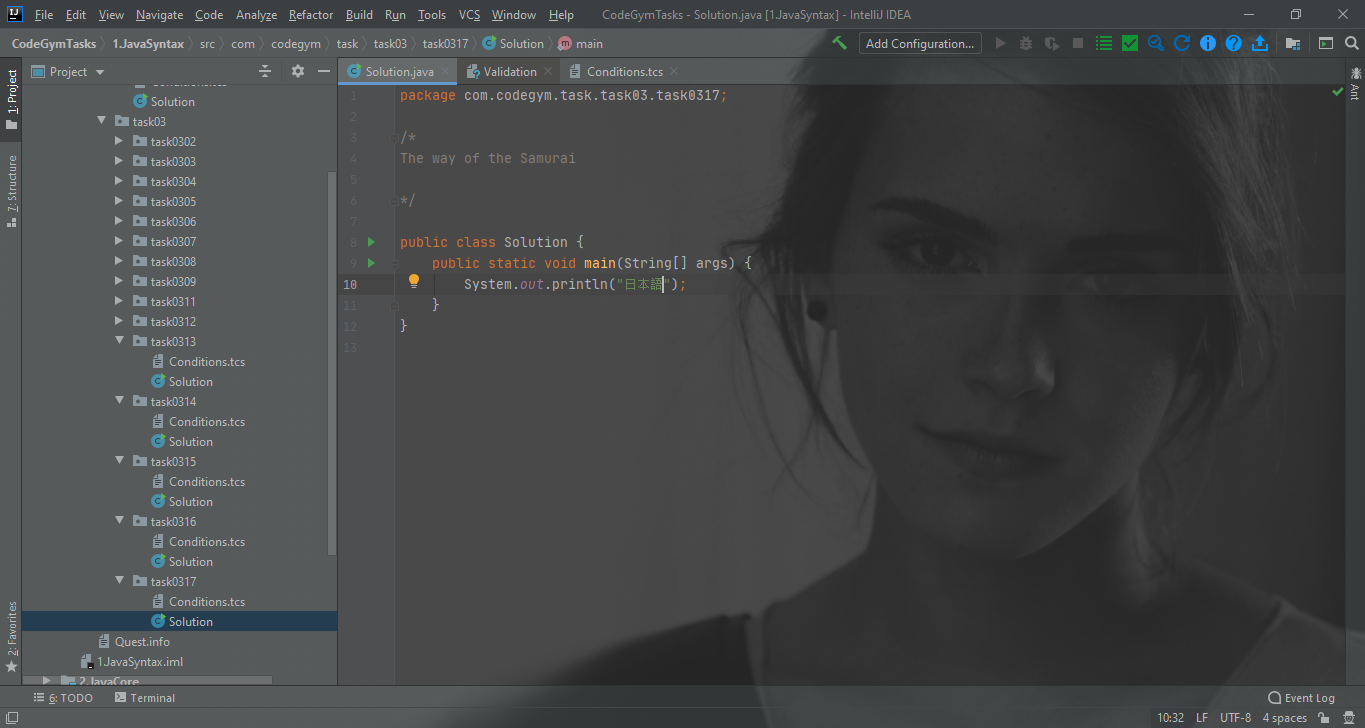 File Edit View Navigate Code Analyze Refactor Build Run Tools VCS Window Help CodeGymTasks - Solution.java [1.JavaSyntax] - IntelliJ IDEA
CodeGymTasks 1.JavaSyntax src com codegym task task03 task0317 Solution main Add Configuration...
1: Project
7: Structure
2: Favorites
Project
Solution
task03
task0302
task0303
task0304
task0305
task0306
task0307
task0308
task0309
task0311
task0312
task0313
Conditions.tcs
Solution
task0314
Conditions.tcs
Solution
task0315
Conditions.tcs
Solution
task0316
Conditions.tcs
Solution
task0317
Conditions.tcs
Solution
Quest.info
1.JavaSyntax.iml
2.JavaCore
Solution.java Validation Conditions.tcs
1 package com.codegym.task.task03.task0317;
2
3 /*
4 The way of the Samurai
5
6 */
7
8 public class Solution {
9 public static void main(String[] args) {
10 System.out.println("日本語");
11 }
12 }
13
Ant
6: TODO Terminal Event Log
10:32 LF UTF-8 4 spaces